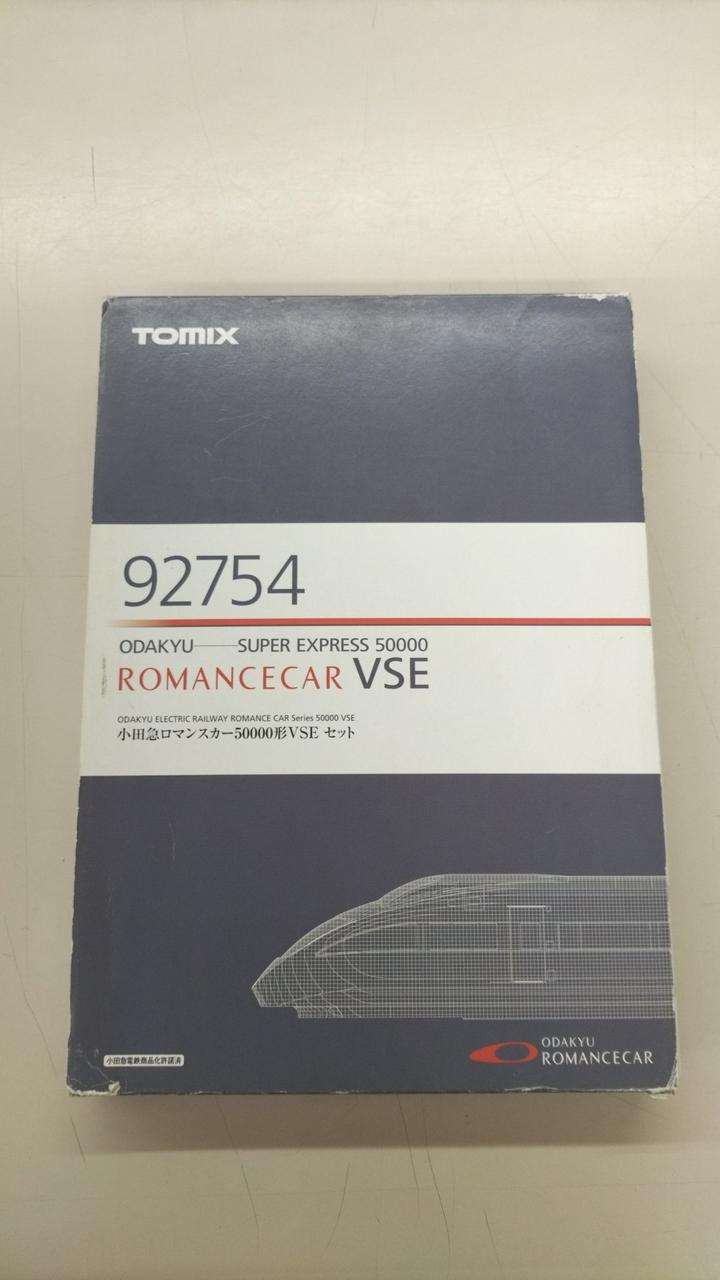 TOMIX
92754
ODAKYU——SUPER EXPRESS 50000
ROMANCECAR VSE
ODAKYU ELECTRIC RAILWAY ROMANCE CAR Series 50000 VSE
小田急ロマンスカー50000形VSE セット
小田急電鉄商品化許諾済
ODAKYU
ROMANCECAR